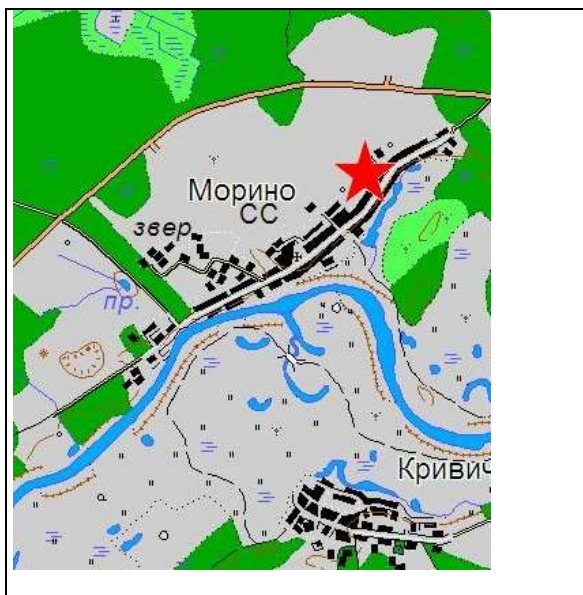 Морино
СС
звер.
пр.
Кривич